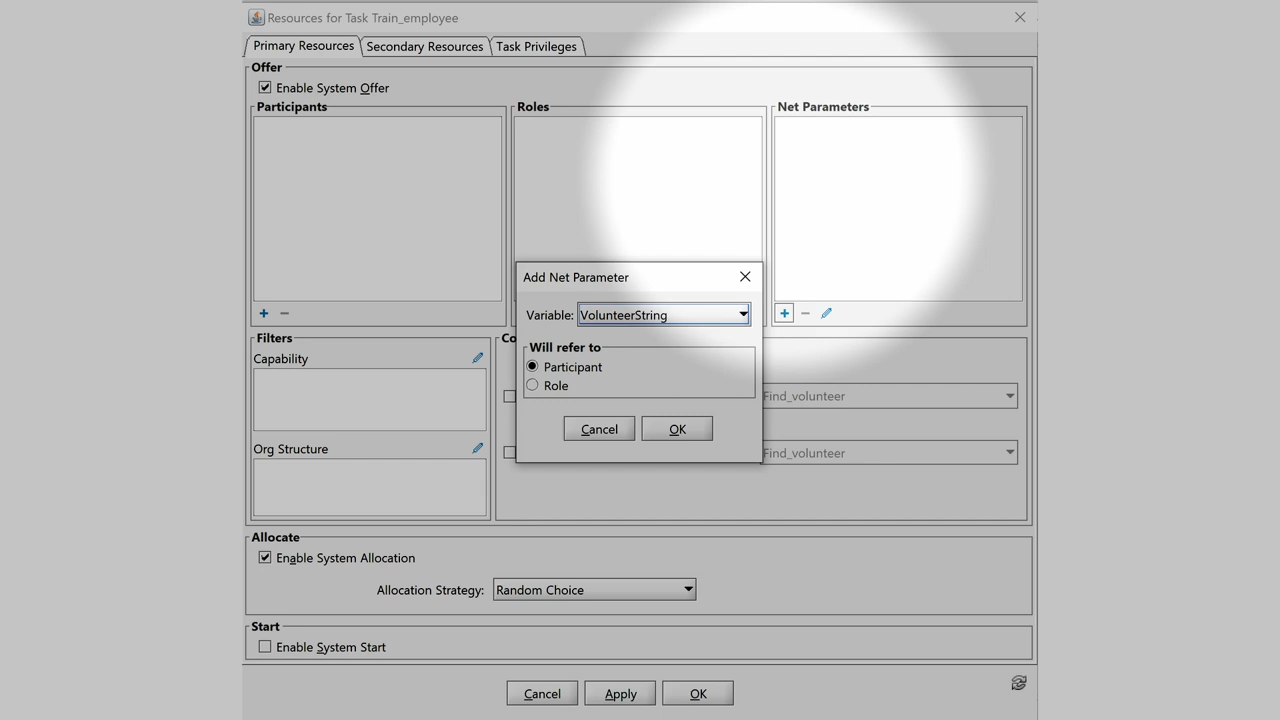 Resources for Task Train_employee
Primary Resources Secondary Resources Task Privileges
Offer
Enable System Offer
Participants Roles Net Parameters
Add Net Parameter
Variable: VolunteerString
Will refer to
Participant
Role
Cancel OK
Filters
Capability
Org Structure
Co
Find_volunteer
Find_volunteer
Allocate
Enable System Allocation
Allocation Strategy: Random Choice
Start
Enable System Start
Cancel Apply OK